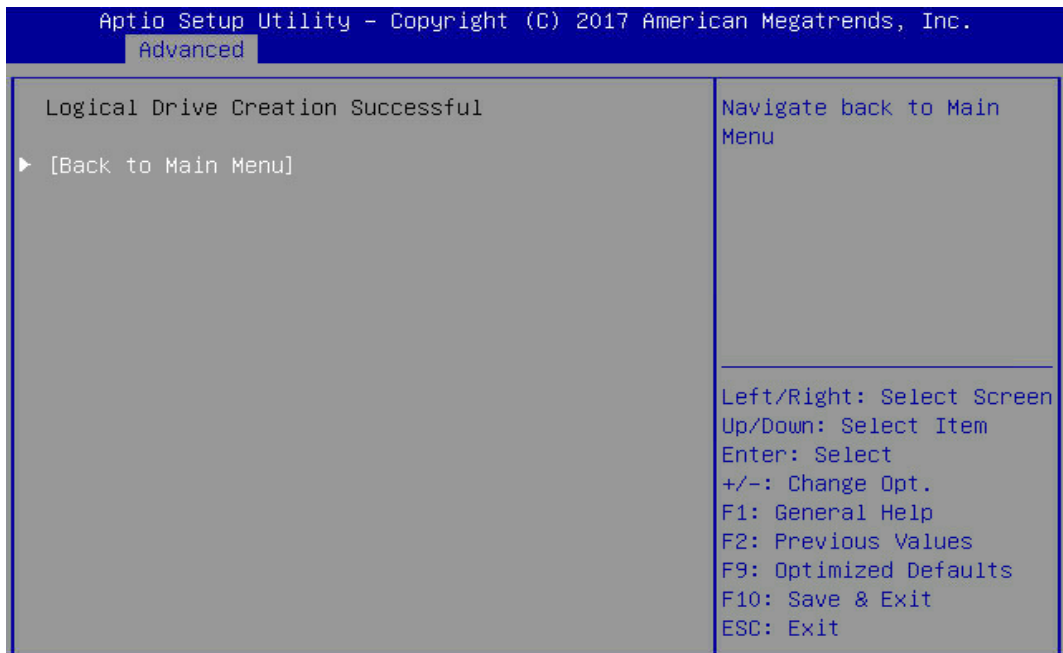 Aptio Setup Utility – Copyright (C) 2017 American Megatrends, Inc.
Advanced
Logical Drive Creation Successful
[Back to Main Menu]
Navigate back to Main
Menu
Left/Right: Select Screen
Up/Down: Select Item
Enter: Select
+/-: Change Opt.
F1: General Help
F2: Previous Values
F9: Optimized Defaults
F10: Save & Exit
ESC: Exit